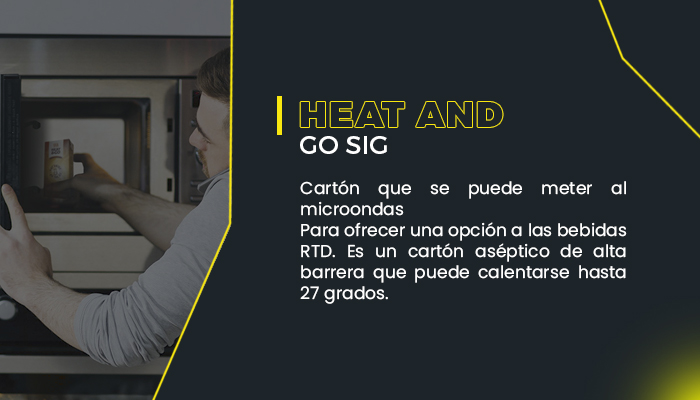 HEAT AND
GO SIG
Cartón que se puede meter al
microondas
Para ofrecer una opción a las bebidas
RTD. Es un cartón aséptico de alta
barrera que puede calentarse hasta
27 grados.